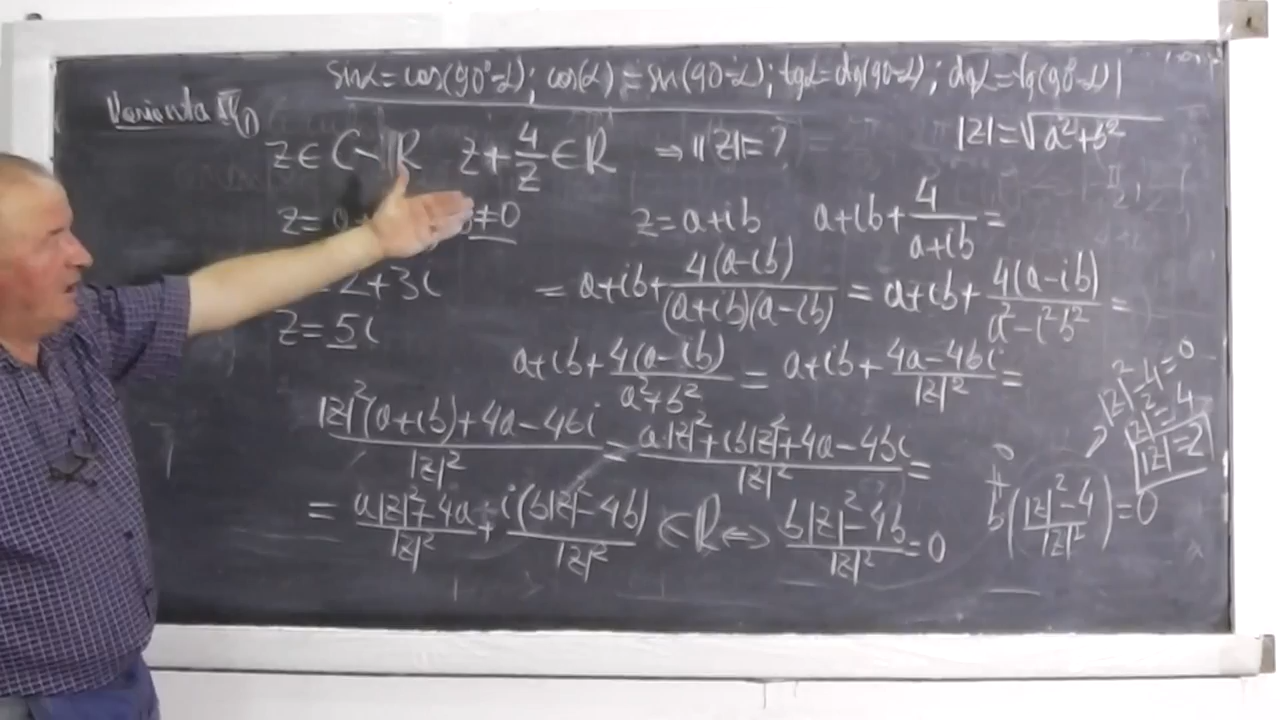 sinα = cos(90°-α); cos(α) = sin(90-α); tgα = ctg(90-α); ctgα = tg(90°-α)
Varianta
z ∈ C \ R z + 4/z ∈ R ⇒ |z| = ?
|z| = √(a²+b²)
z = a+ ≠0 z = a+ib a+ib+ 4/(a+ib) =
2+3i = a+ib+ 4(a-ib)/((a+ib)(a-ib)) = a+ib+ 4(a-ib)/(a²-i²b²) =
z = 5i
a+ib+ 4(a-ib)/(a²+b²) = a+ib+ (4a-4bi)/|z|² =
(|z|²(a+ib)+4a-4bi)/|z|² = (a|z|²+ib|z|²+4a-4bi)/|z|² =
= (a|z|²+4a)/|z|² + i(b|z|²-4b)/|z|² ∈ R ⇔ (b|z|²-4b)/|z|² = 0
b((|z|²-4)/|z|²) = 0
|z|²-4=0
|z|²=4
|z|=2